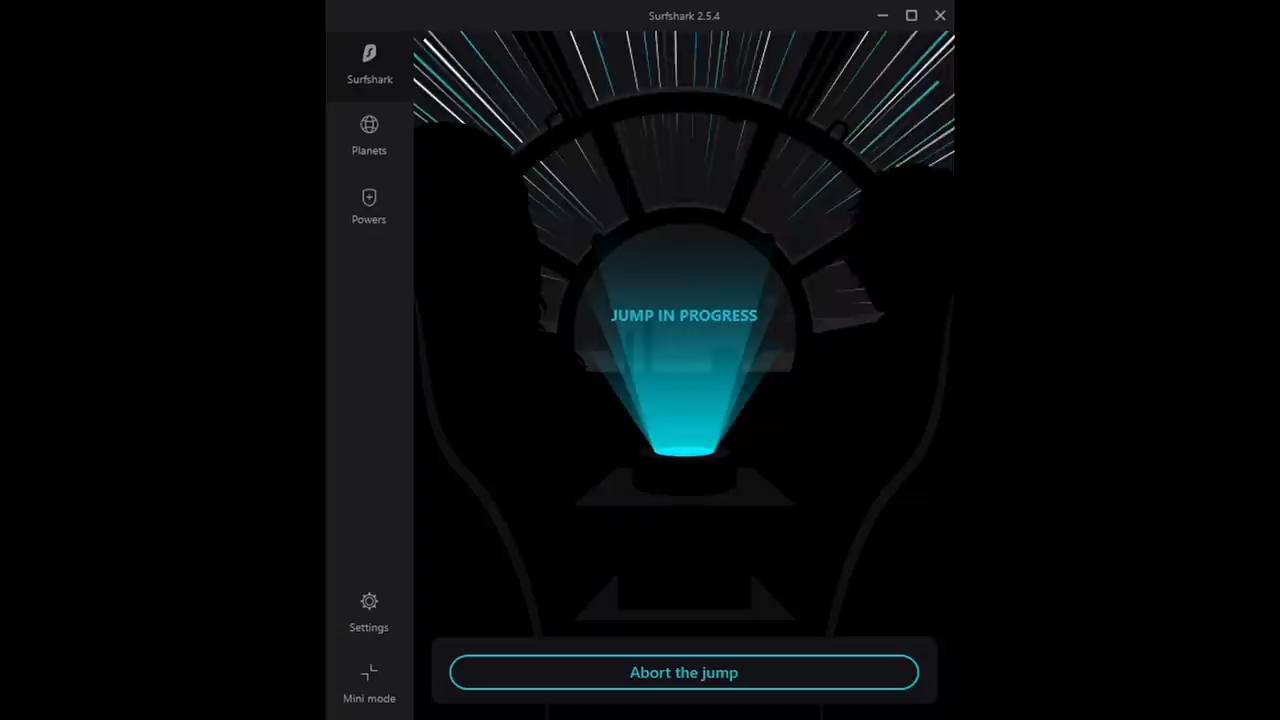 Surfshark 2.5.4
Surfshark
Planets
Powers
JUMP IN PROGRESS
Settings
Abort the jump
Mini mode